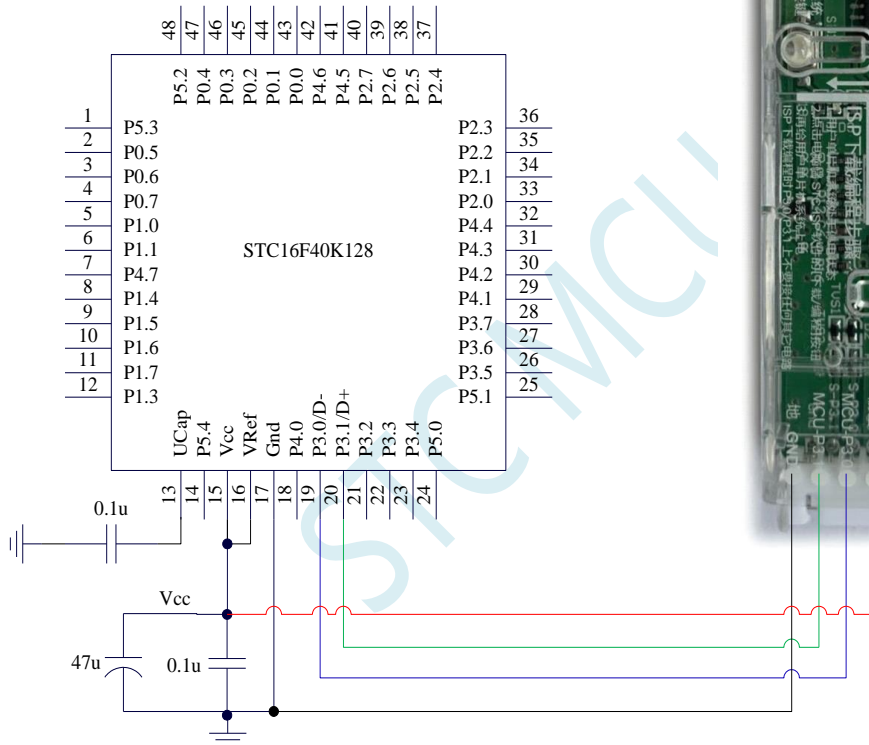 48 47 46 45 44 43 42 41 40 39 38 37
P5.2 P0.4 P0.3 P0.2 P0.1 P0.0 P4.6 P4.5 P2.7 P2.6 P2.5 P2.4
1 P5.3
2 P0.5
3 P0.6
4 P0.7
5 P1.0
6 P1.1
7 P4.7
8 P1.4
9 P1.5
10 P1.6
11 P1.7
12 P1.3
STC16F40K128
P2.3 36
P2.2 35
P2.1 34
P2.0 33
P4.4 32
P4.3 31
P4.2 30
P4.1 29
P3.7 28
P3.6 27
P3.5 26
P5.1 25
UCap P5.4 Vcc VRef Gnd P4.0 P3.0/D- P3.1/D+ P3.2 P3.3 P3.4 P5.0
13 14 15 16 17 18 19 20 21 22 23 24
0.1u
Vcc
47u
0.1u
STC MCU
地 GND
MCU-P3
SMCU-P3.0